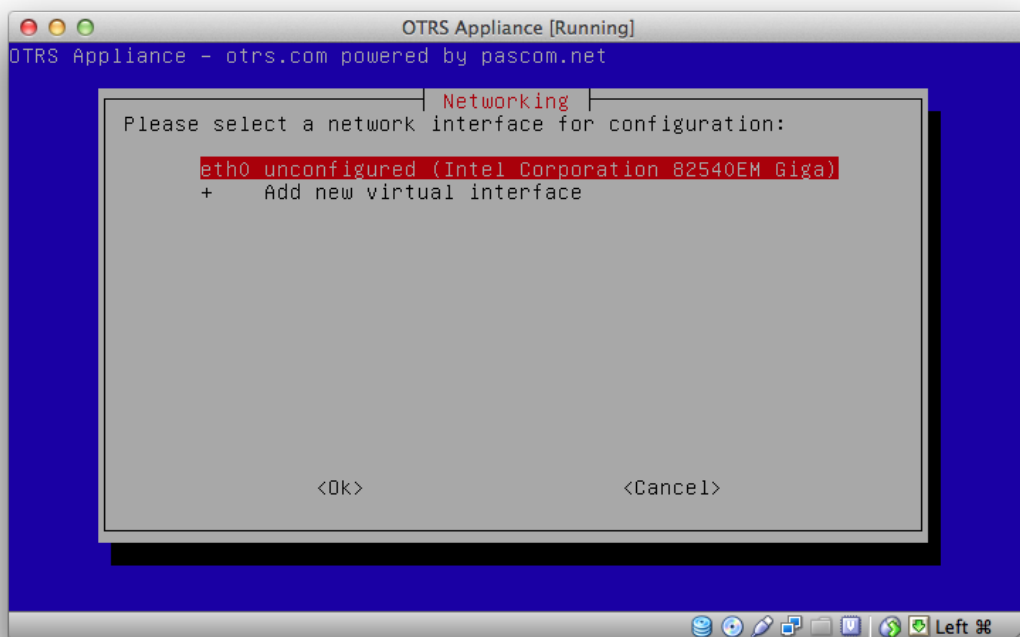 OTRS Appliance [Running]
OTRS Appliance - otrs.com powered by pascom.net
Networking
Please select a network interface for configuration:
eth0 unconfigured (Intel Corporation 82540EM Giga)
+ Add new virtual interface
<Ok> <Cancel>
Left ⌘